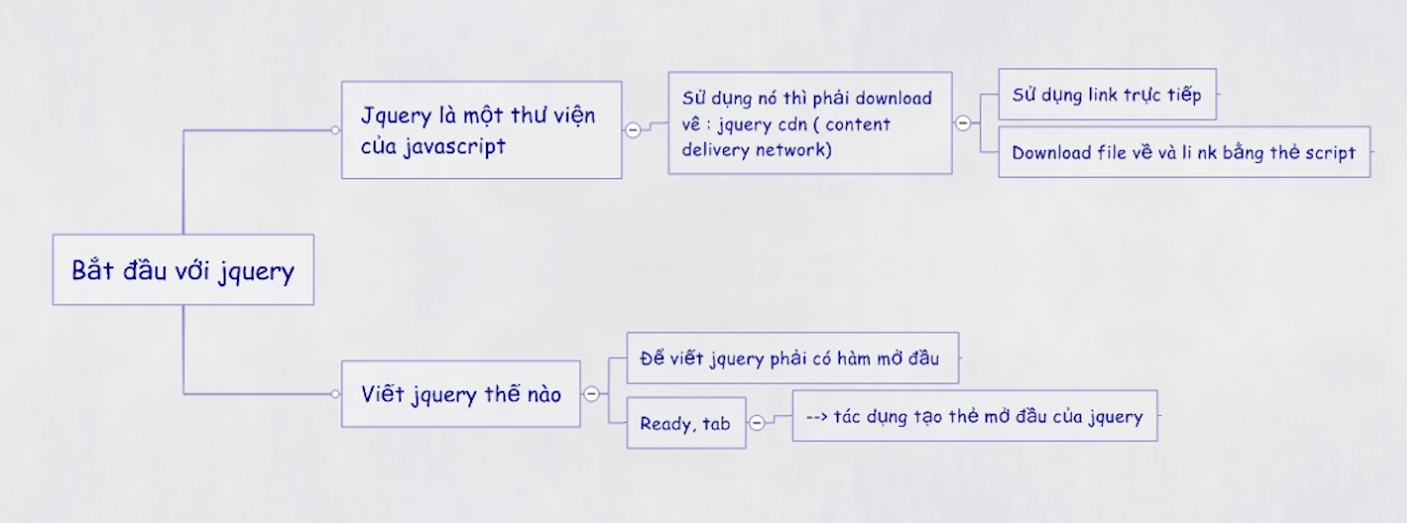 Bắt đầu với jquery
Jquery là một thư viện
của javascript
Sử dụng nó thì phải download
vê : jquery cdn ( content
delivery network)
Sử dụng link trực tiếp
Download file về và li nk bằng thẻ script
Viết jquery thế nào
Để viết jquery phải có hàm mở đầu
Ready, tab
--> tác dụng tạo thẻ mở đầu của jquery